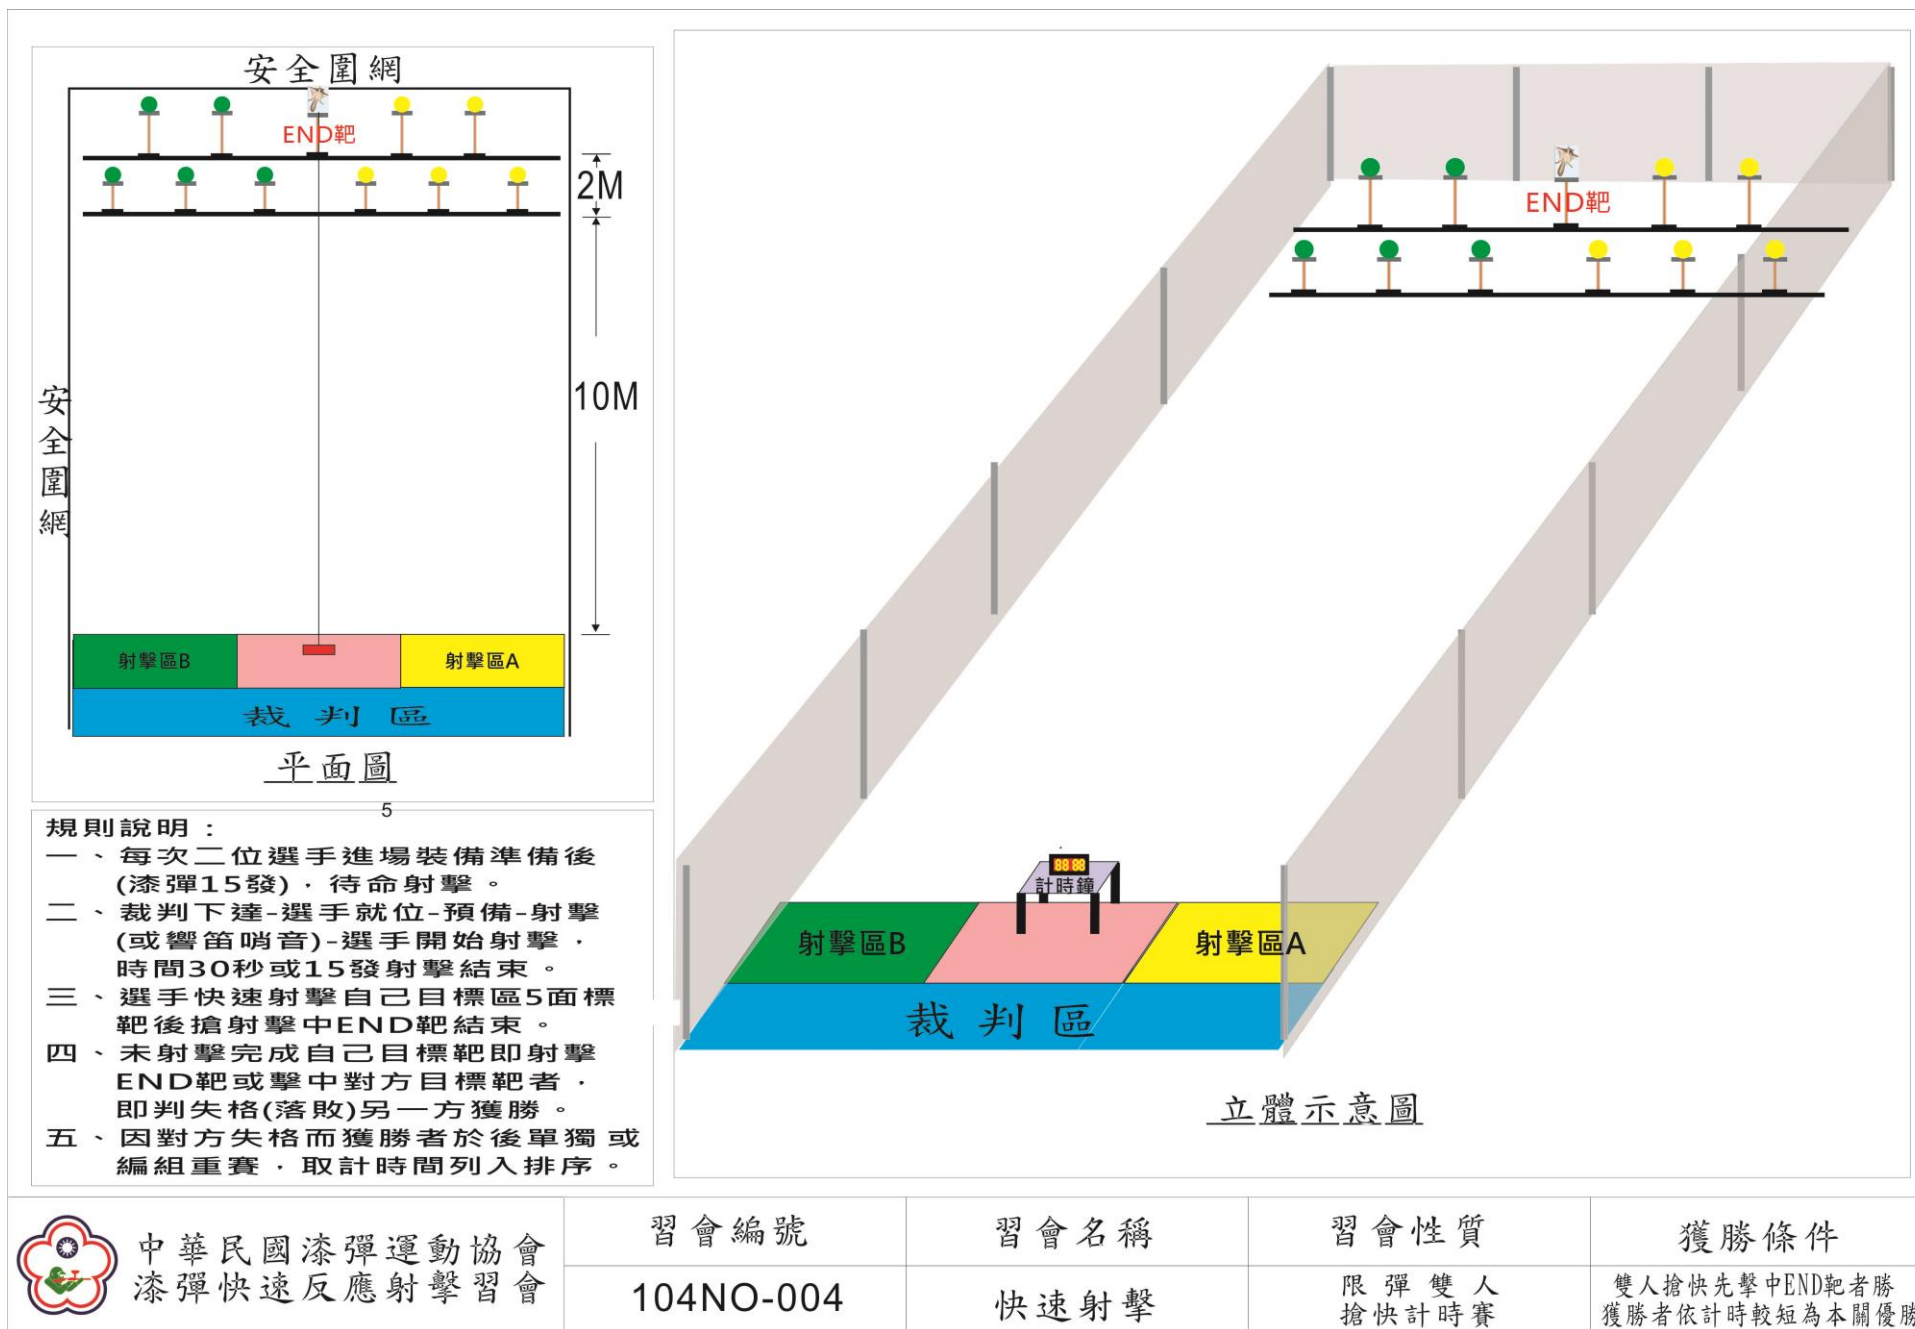 安全圍網
END靶
2M
10M
安全圍網
射擊區B
射擊區A
裁判區
平面圖
5
規則說明：
一、每次二位選手進場裝備準備後
(漆彈15發)．待命射擊。
二、裁判下達-選手就位-預備-射擊
(或響笛哨音)-選手開始射擊．
時間30秒或15發射擊結束。
三、選手快速射擊自己目標區5面標
靶後搶射擊中END靶結束。
四、未射擊完成自己目標靶即射擊
END靶或擊中對方目標靶者．
即判失格(落敗)另一方獲勝。
五、因對方失格而獲勝者於後單獨或
編組重賽．取計時間列入排序。
END靶
88 88
計時鐘
射擊區B
射擊區A
裁判區
立體示意圖
中華民國漆彈運動協會
漆彈快速反應射擊習會
習會編號
104NO-004
習會名稱
快速射擊
習會性質
限彈雙人
搶快計時賽
獲勝條件
雙人搶快先擊中END靶者勝
獲勝者依計時較短為本關優勝